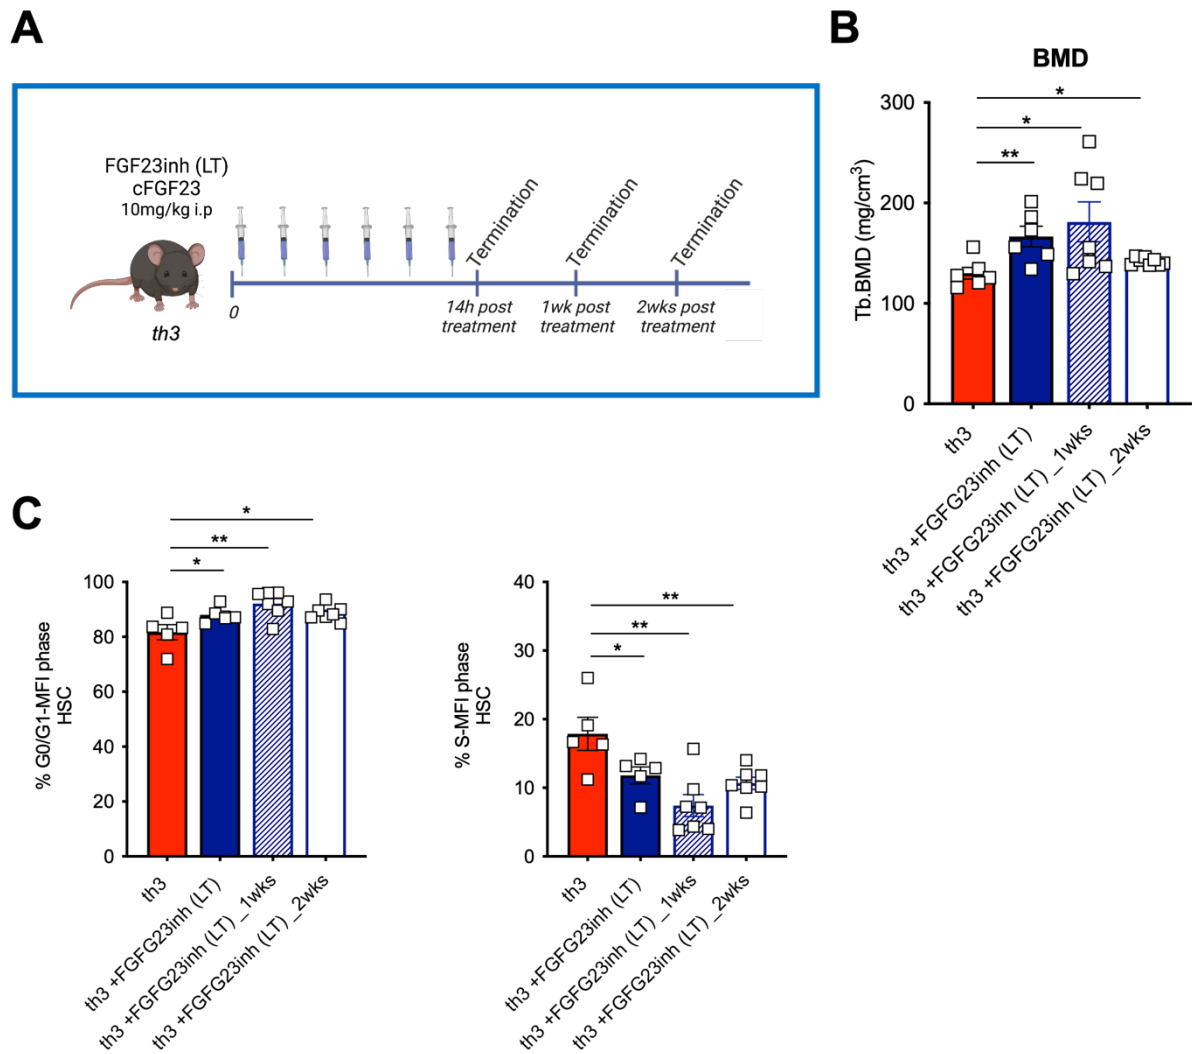 A
FGF23inh (LT)
cFGF23
10mg/kg i.p
th3
0
Termination
Termination
Termination
14h post
treatment
1wk post
treatment
2wks post
treatment
B
BMD
Tb.BMD (mg/cm³)
300
200
100
0
*
*
**
th3
th3 +FGFG23inh (LT)
th3 +FGFG23inh (LT) _1wks
th3 +FGFG23inh (LT) _2wks
C
% G0/G1-MFI phase
HSC
100
80
60
40
20
0
*
**
*
th3
th3 +FGFG23inh (LT)
th3 +FGFG23inh (LT) _1wks
th3 +FGFG23inh (LT) _2wks
% S-MFI phase
HSC
40
30
20
10
0
**
**
*
th3
th3 +FGFG23inh (LT)
th3 +FGFG23inh (LT) _1wks
th3 +FGFG23inh (LT) _2wks